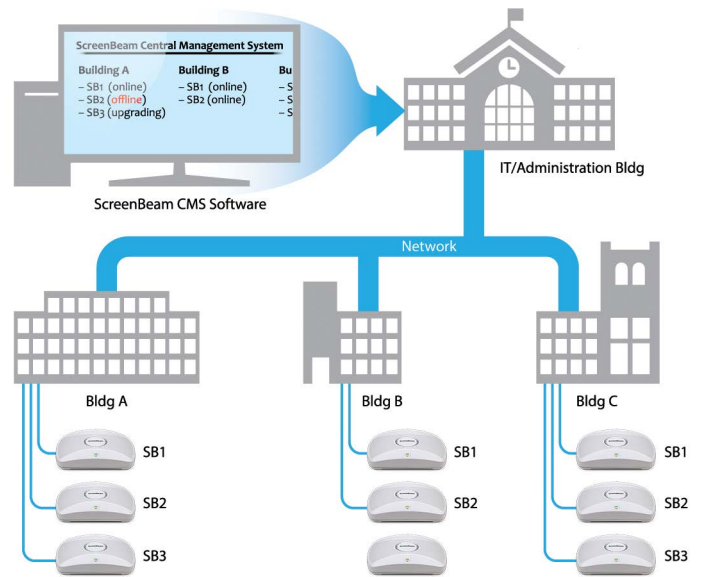 ScreenBeam Central Management System
Building A
Building B
Bu
– SB1 (online)
– SB2 (offline)
– SB3 (upgrading)
– SB1 (online)
– SB2 (online)
– S
– S
– S
IT/Administration Bldg
ScreenBeam CMS Software
Network
Bldg A
Bldg B
Bldg C
SB1
SB2
SB3
SB1
SB2
SB1
SB2
SB3